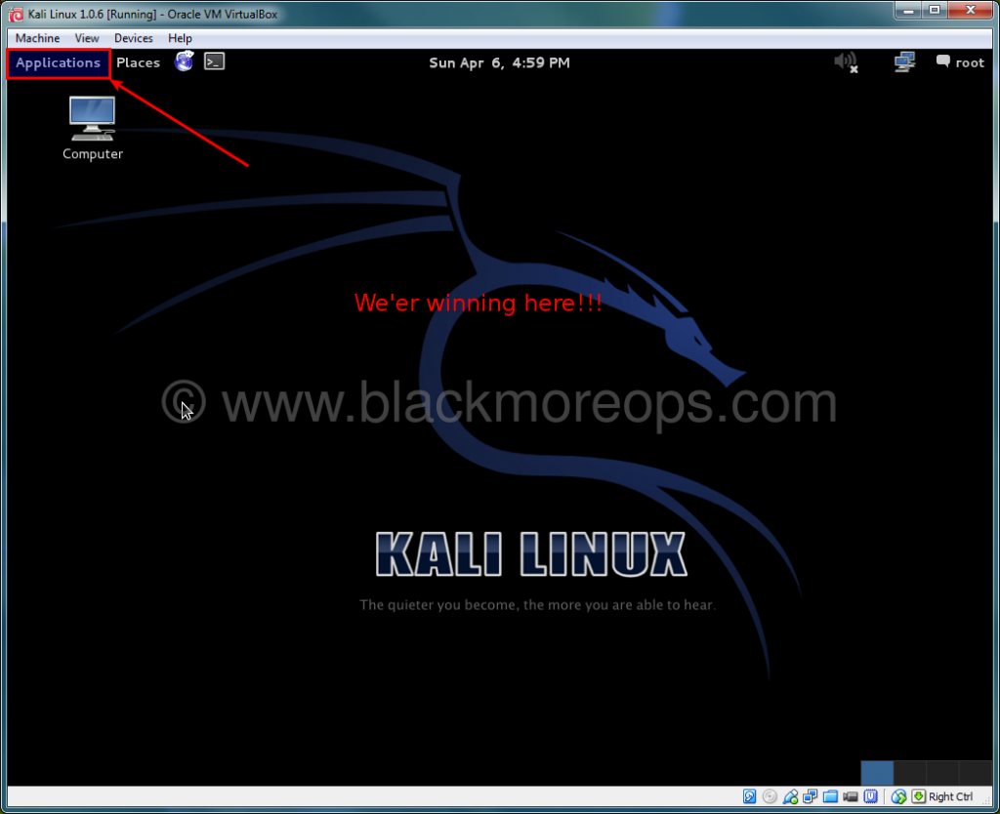 Kali Linux 1.0.6 [Running] - Oracle VM VirtualBox
Machine View Devices Help
Applications Places Sun Apr 6, 4:59 PM root
Computer
We'er winning here!!!
© www.blackmoreops.com
KALI LINUX
The quieter you become, the more you are able to hear.
Right Ctrl